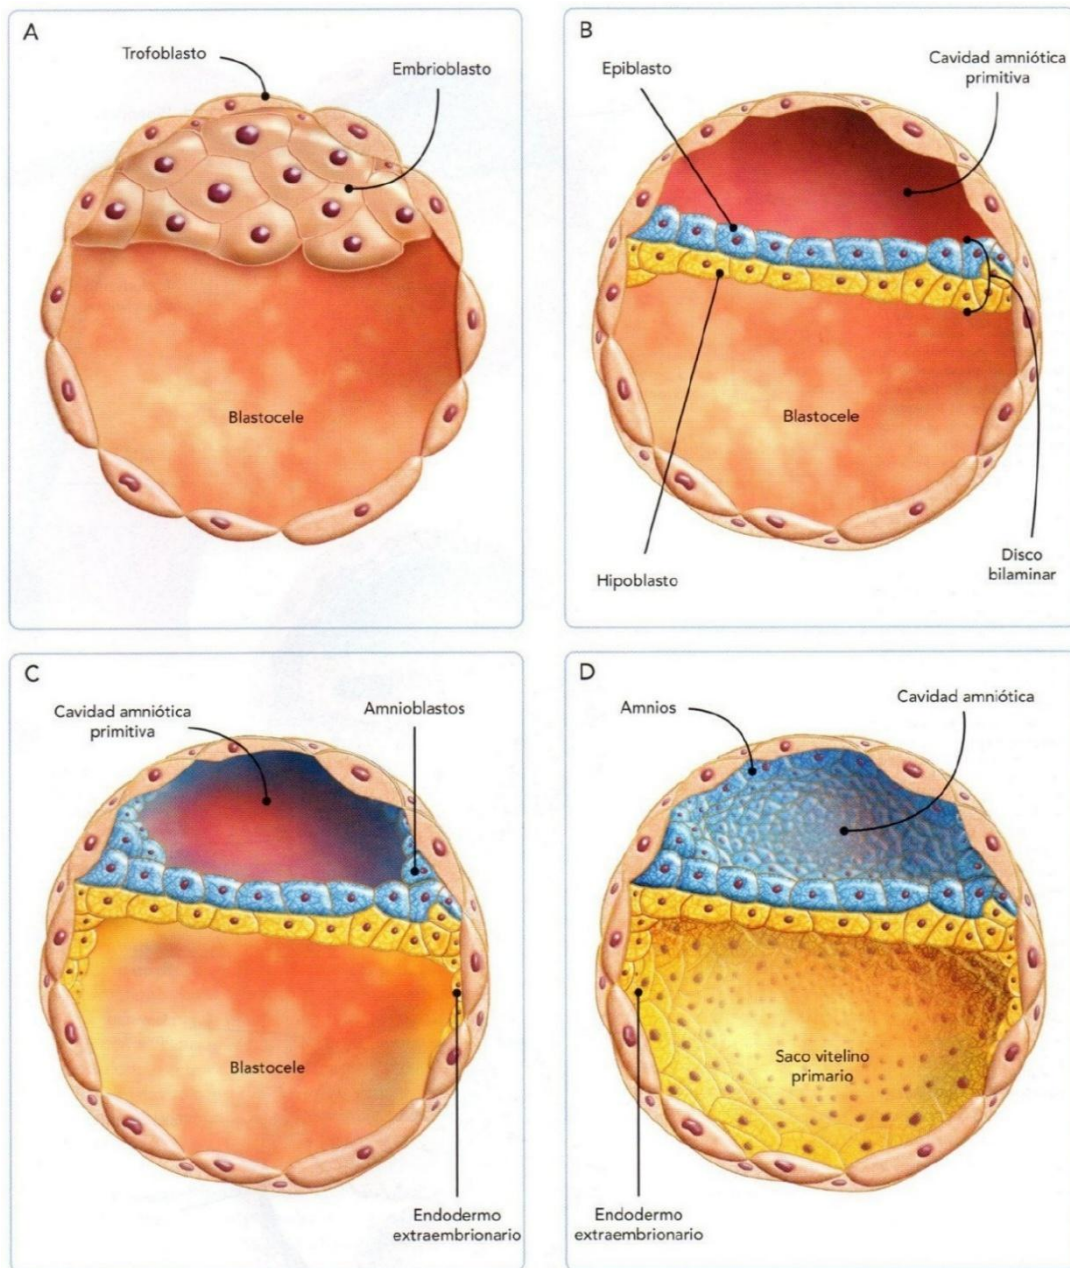 A
Trofoblasto
Embrioblasto
Blastocele
B
Epiblasto
Cavidad amniótica
primitiva
Blastocele
Hipoblasto
Disco
bilaminar
C
Cavidad amniótica
primitiva
Amnioblastos
Blastocele
Endodermo
extraembrionario
D
Amnios
Cavidad amniótica
Saco vitelino
primario
Endodermo
extraembrionario